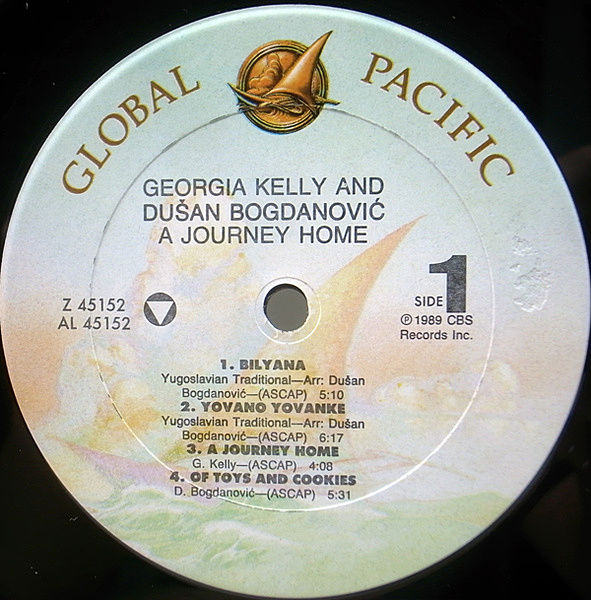 GLOBAL PACIFIC
GEORGIA KELLY AND
DUŠAN BOGDANOVIĆ
A JOURNEY HOME
Z 45152
AL 45152
SIDE 1
℗ 1989 CBS
Records Inc.
1. BILYANA
Yugoslavian Traditional—Arr: Dušan
Bogdanović—(ASCAP) 5:10
2. YOVANO YOVANKE
Yugoslavian Traditional—Arr: Dušan
Bogdanović—(ASCAP) 6:17
3. A JOURNEY HOME
G. Kelly—(ASCAP) 4:08
4. OF TOYS AND COOKIES
D. Bogdanović—(ASCAP) 5:31